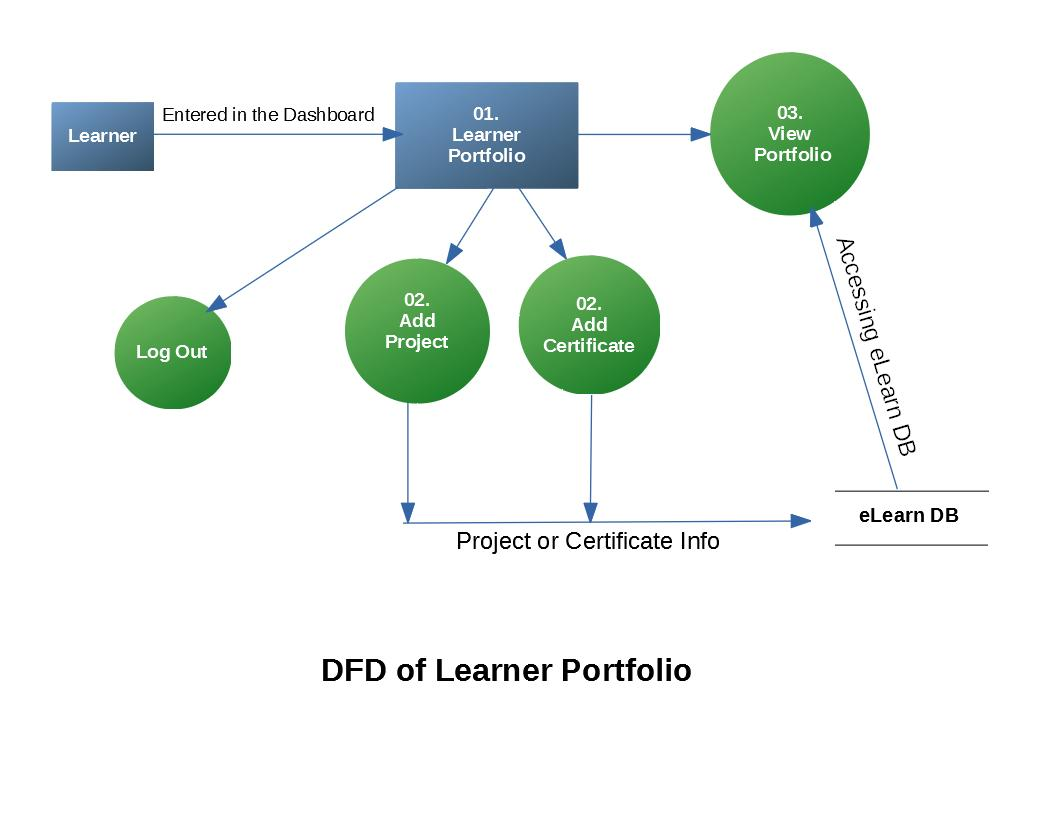 Learner
Entered in the Dashboard
01.
Learner
Portfolio
03.
View
Portfolio
Log Out
02.
Add
Project
02.
Add
Certificate
Accessing eLearn DB
eLearn DB
Project or Certificate Info
DFD of Learner Portfolio